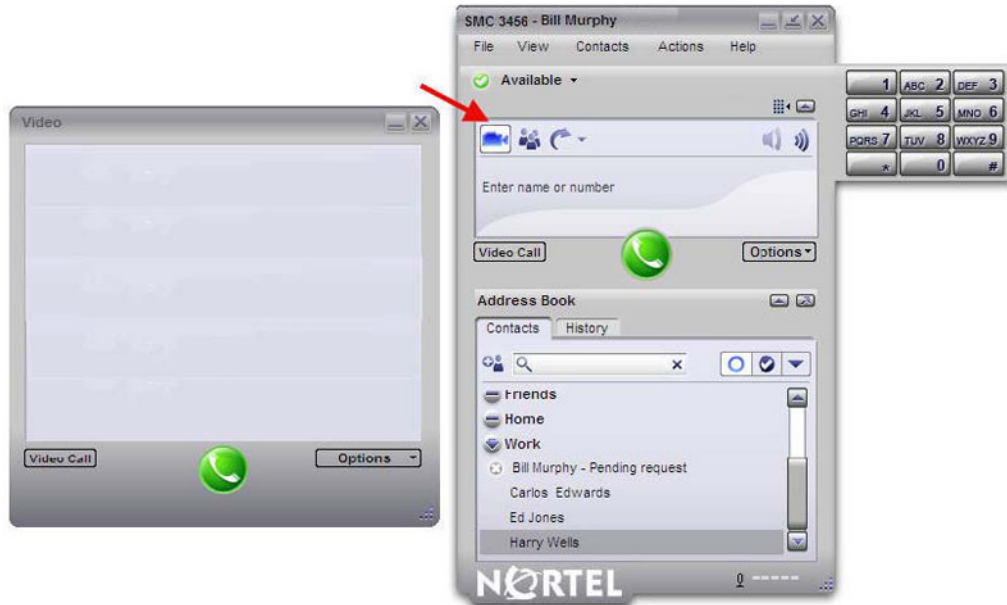 Video
Video Call
Options
SMC 3456 - Bill Murphy
File View Contacts Actions Help
Available
Enter name or number
Video Call
Options
Address Book
Contacts History
Friends
Home
Work
Bill Murphy - Pending request
Carlos Edwards
Ed Jones
Harry Wells
NORTEL
1 ABC 2 DEF 3
GHI 4 JKL 5 MNO 6
PQRS 7 TUV 8 WXYZ 9
* 0 #